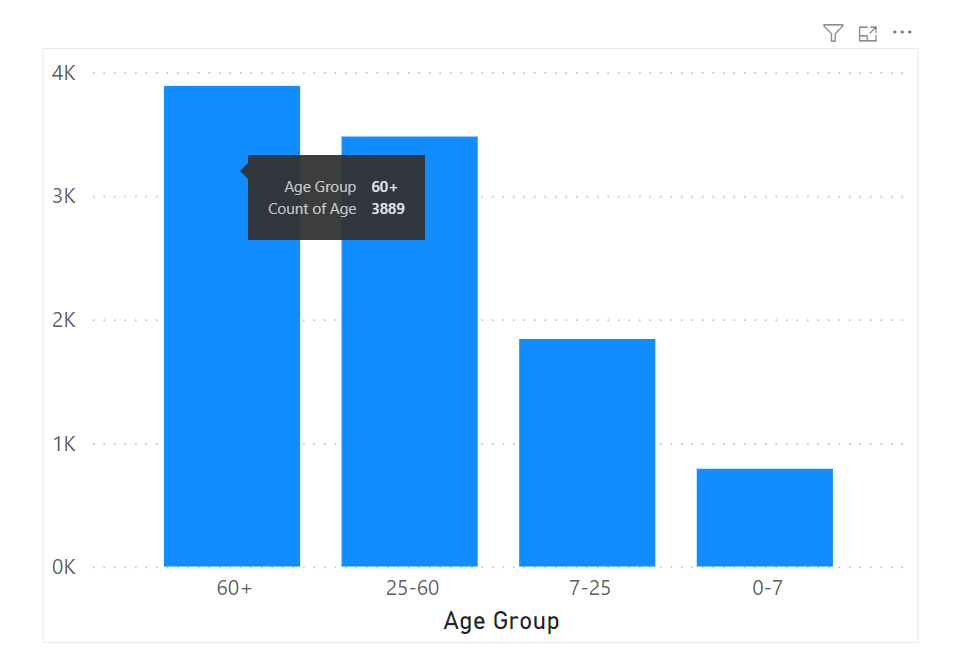 4K
3K
2K
1K
0K
Age Group 60+
Count of Age 3889
60+ 25-60 7-25 0-7
Age Group